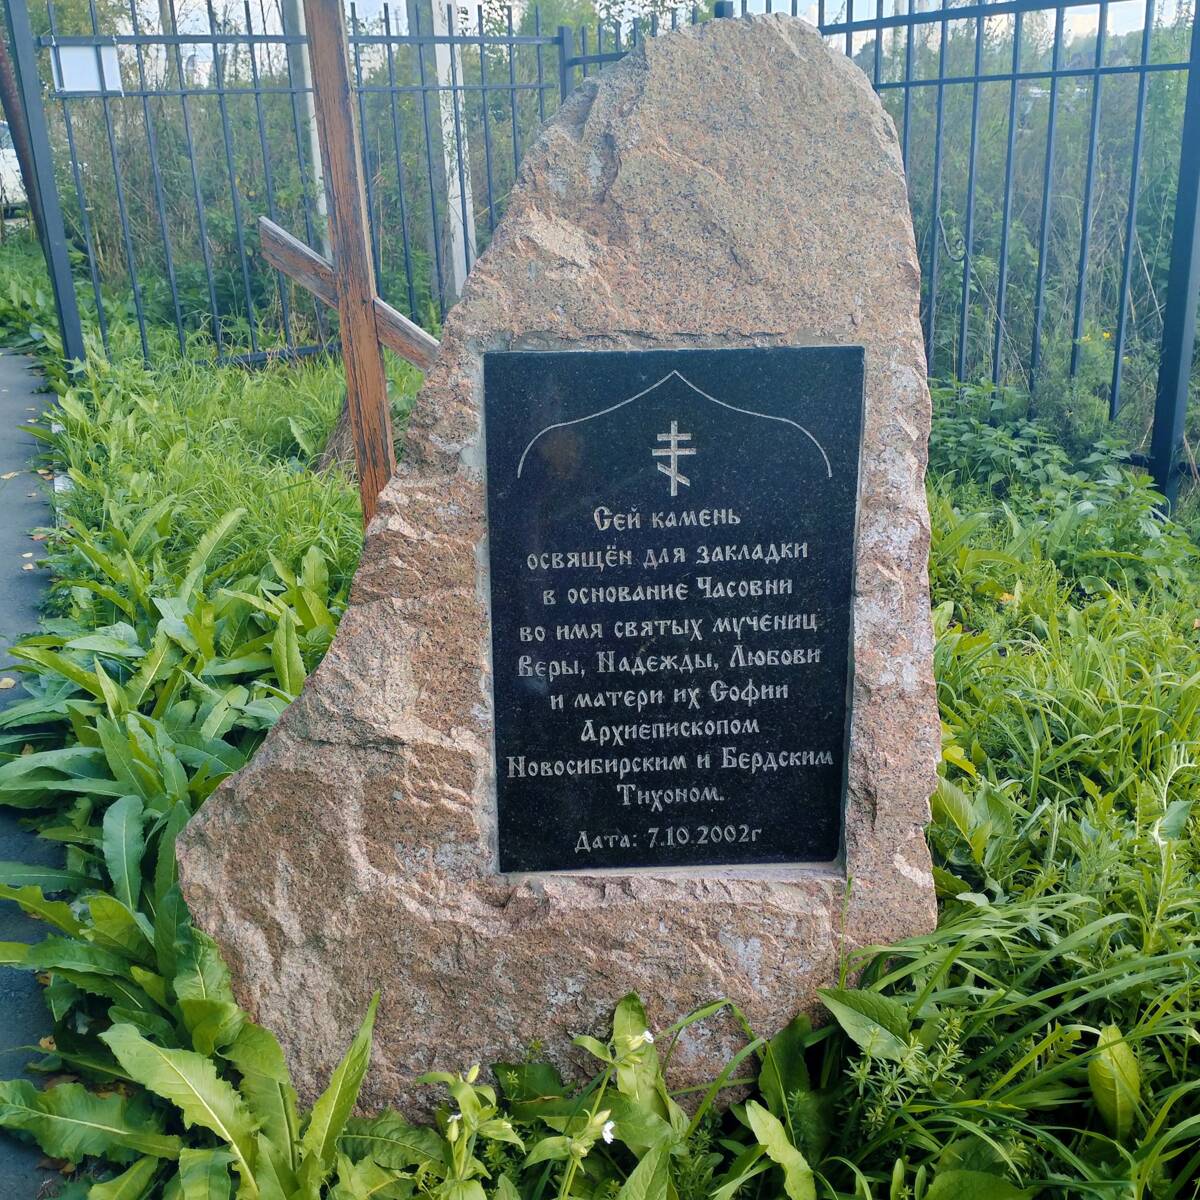 Сей камень
освящён для закладки
в основание Часовни
во имя святых мучениц
Веры, Надежды, Любови
и матери их Софии
Архиепископом
Новосибирским и Бердским
Тихоном.
Дата: 7.10.2002г